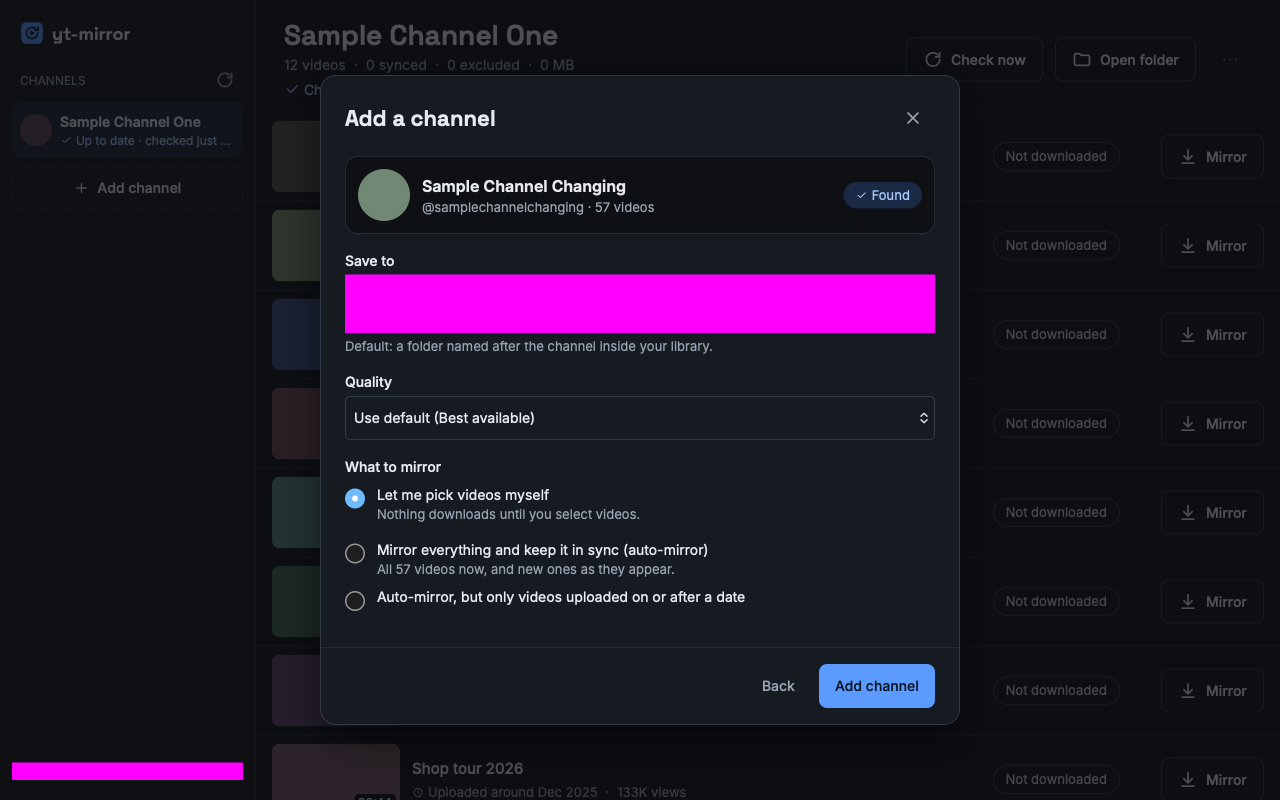 yt-mirror
CHANNELS
Sample Channel One
Up to date · checked just ...
Add channel
Sample Channel One
12 videos · 0 synced · 0 excluded · 0 MB
Check now
Open folder
Add a channel
Sample Channel Changing
@samplechannelchanging · 57 videos
Found
Save to
Default: a folder named after the channel inside your library.
Quality
Use default (Best available)
What to mirror
Let me pick videos myself
Nothing downloads until you select videos.
Mirror everything and keep it in sync (auto-mirror)
All 57 videos now, and new ones as they appear.
Auto-mirror, but only videos uploaded on or after a date
Back
Add channel
Not downloaded
Mirror
Not downloaded
Mirror
Not downloaded
Mirror
Not downloaded
Mirror
Not downloaded
Mirror
Not downloaded
Mirror
Not downloaded
Mirror
Shop tour 2026
Uploaded around Dec 2025 · 133K views
Not downloaded
Mirror